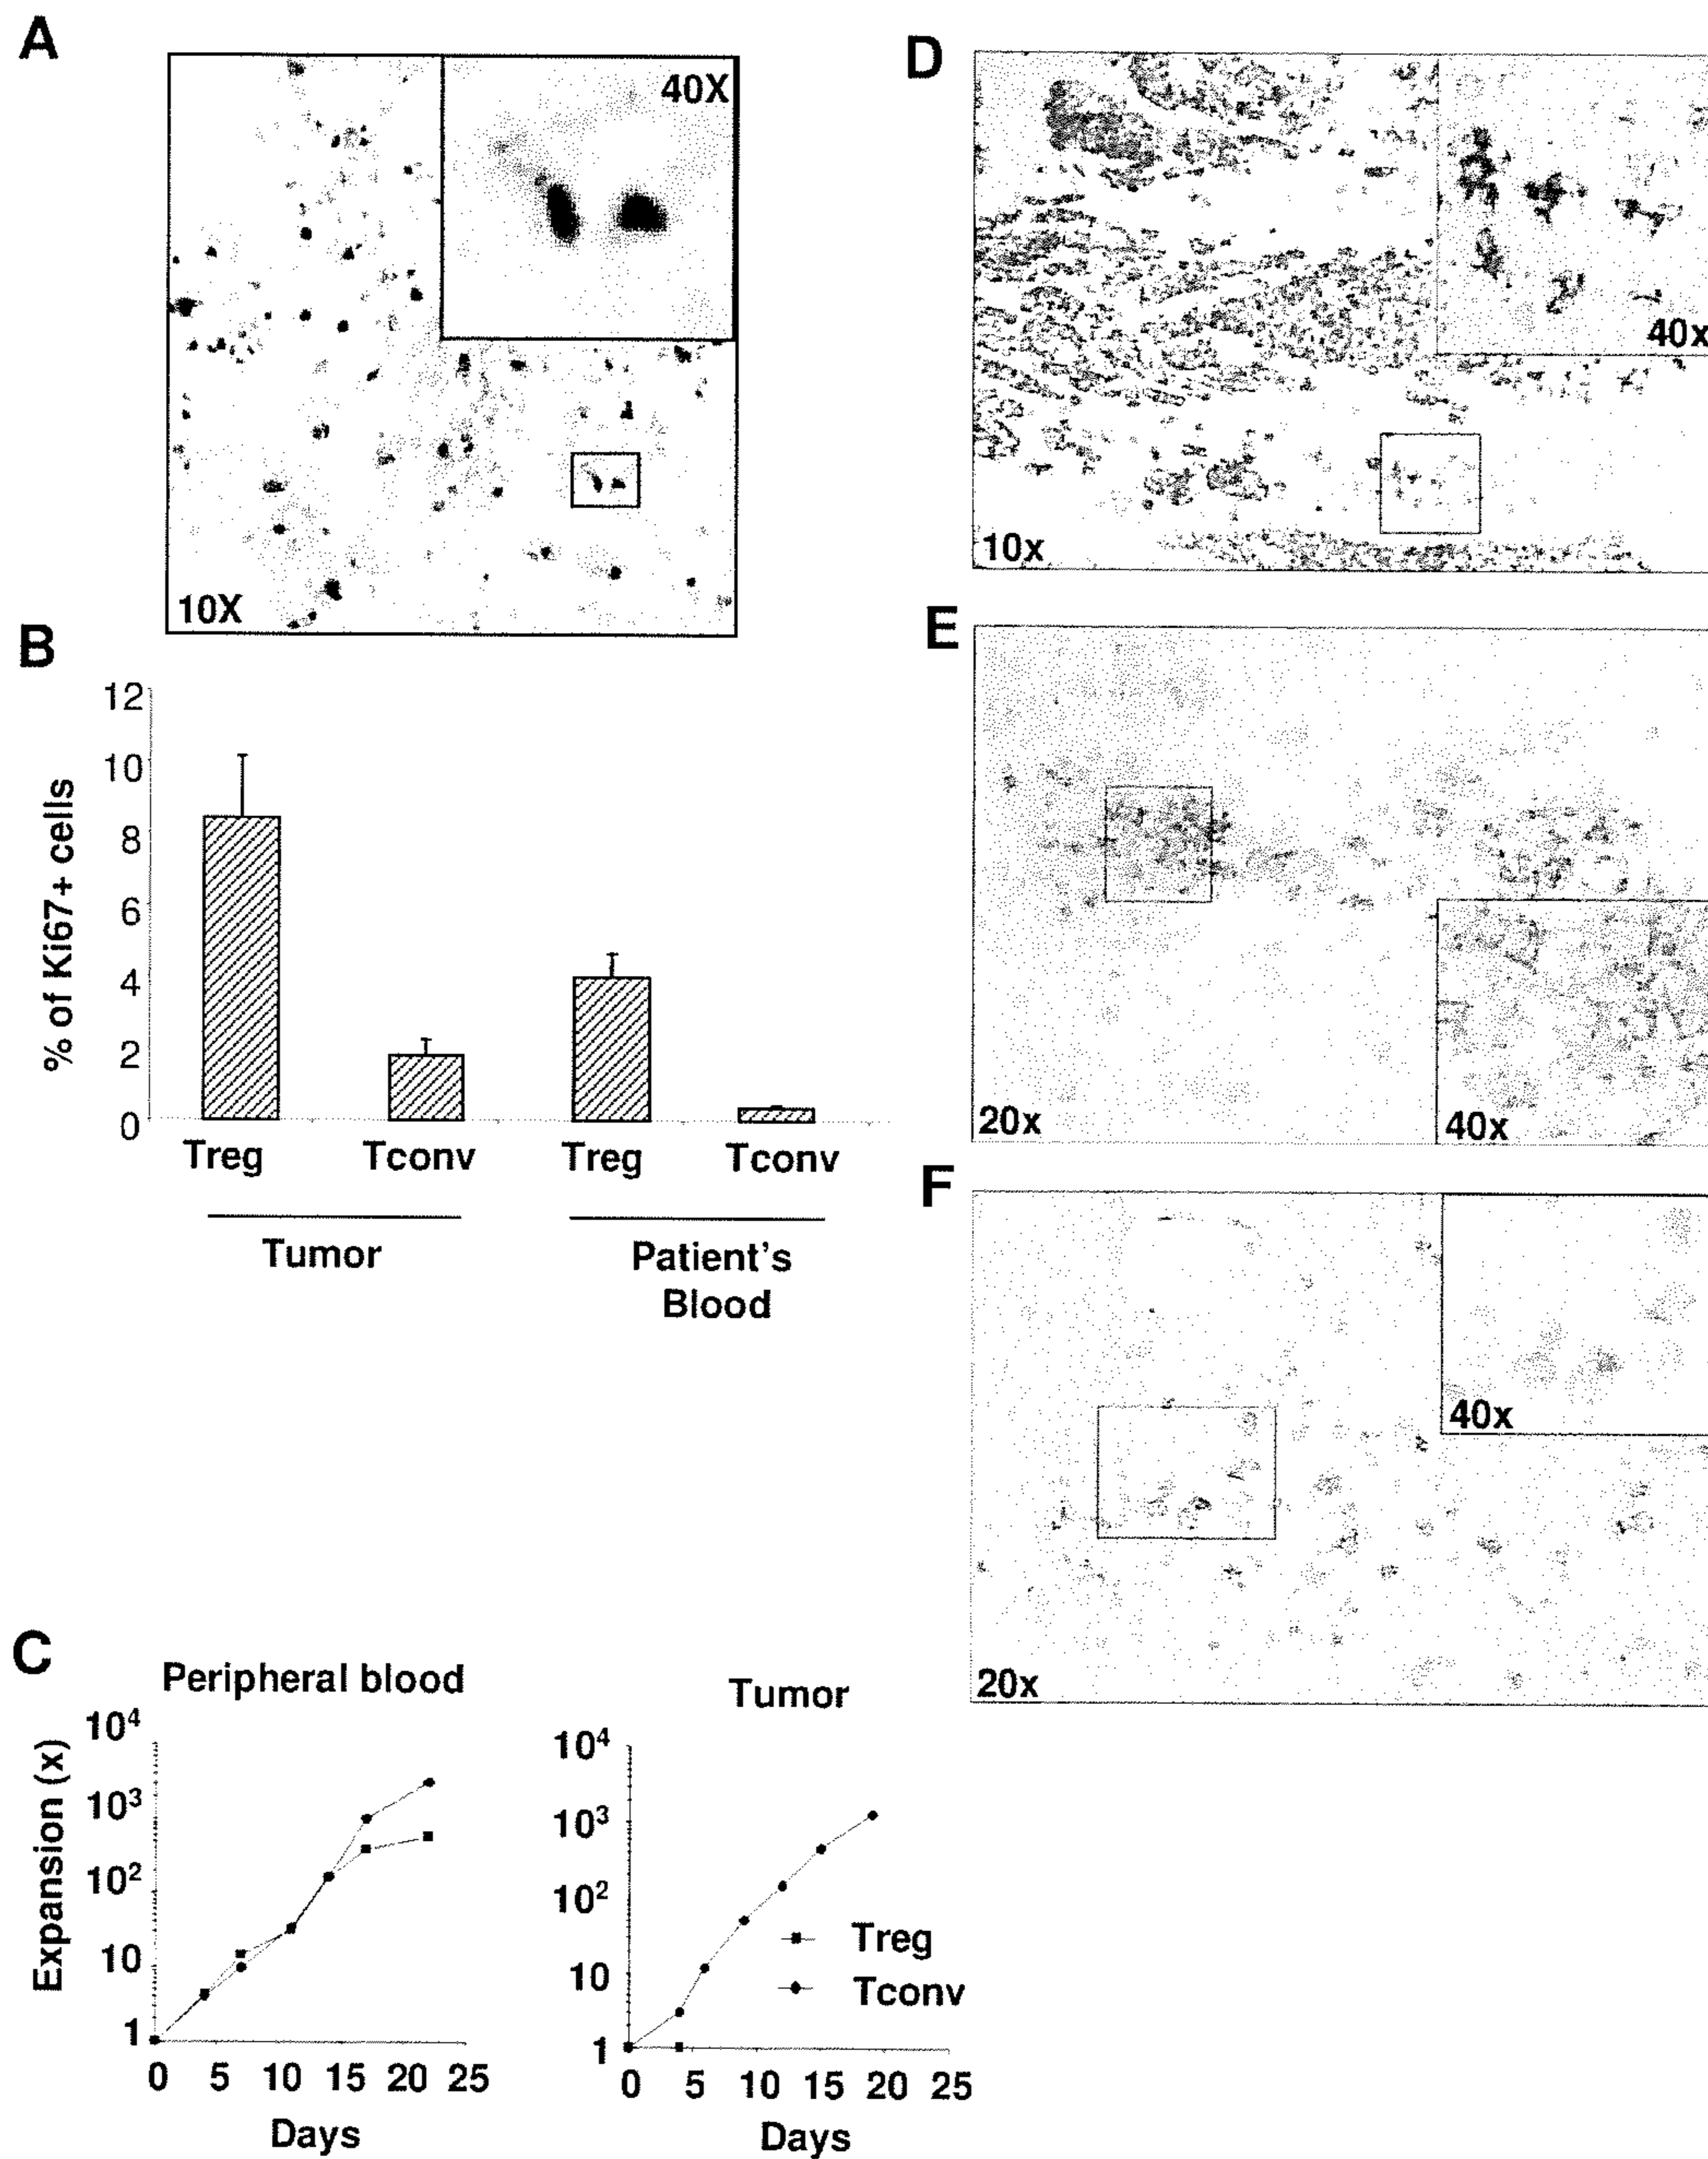 A
40X
10X
B
12
10
8
6
4
2
0
% of Ki67+ cells
Treg Tconv Treg Tconv
Tumor
Patient's
Blood
C
Peripheral blood
10⁴
10³
10²
10
1
Expansion (x)
0 5 10 15 20 25
Days
Tumor
10⁴
10³
10²
10
1
Treg
Tconv
0 5 10 15 20 25
Days
D
40x
10x
E
20x
40x
F
40x
20x